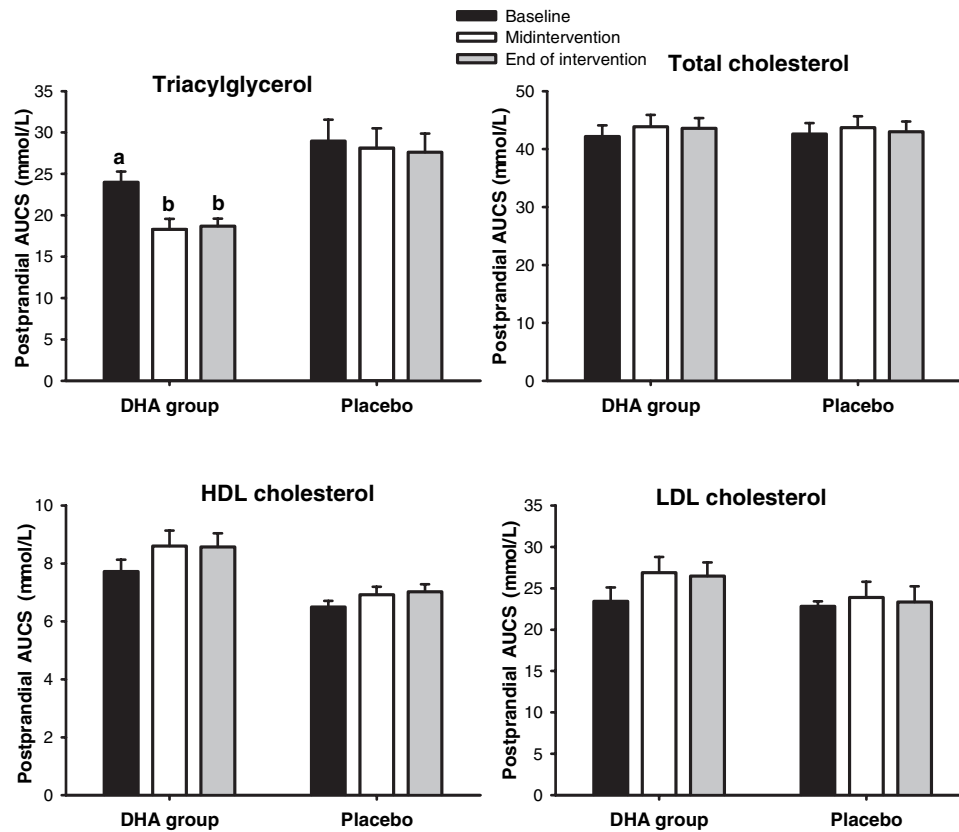 Baseline
Midintervention
End of intervention
Triacylglycerol
Postprandial AUCS (mmol/L)
35
30
25
20
15
10
5
0
a
b
b
DHA group
Placebo
Total cholesterol
Postprandial AUCS (mmol/L)
50
40
30
20
10
0
DHA group
Placebo
HDL cholesterol
Postprandial AUCS (mmol/L)
10
8
6
4
2
0
DHA group
Placebo
LDL cholesterol
Postprandial AUCS (mmol/L)
35
30
25
20
15
10
5
0
DHA group
Placebo